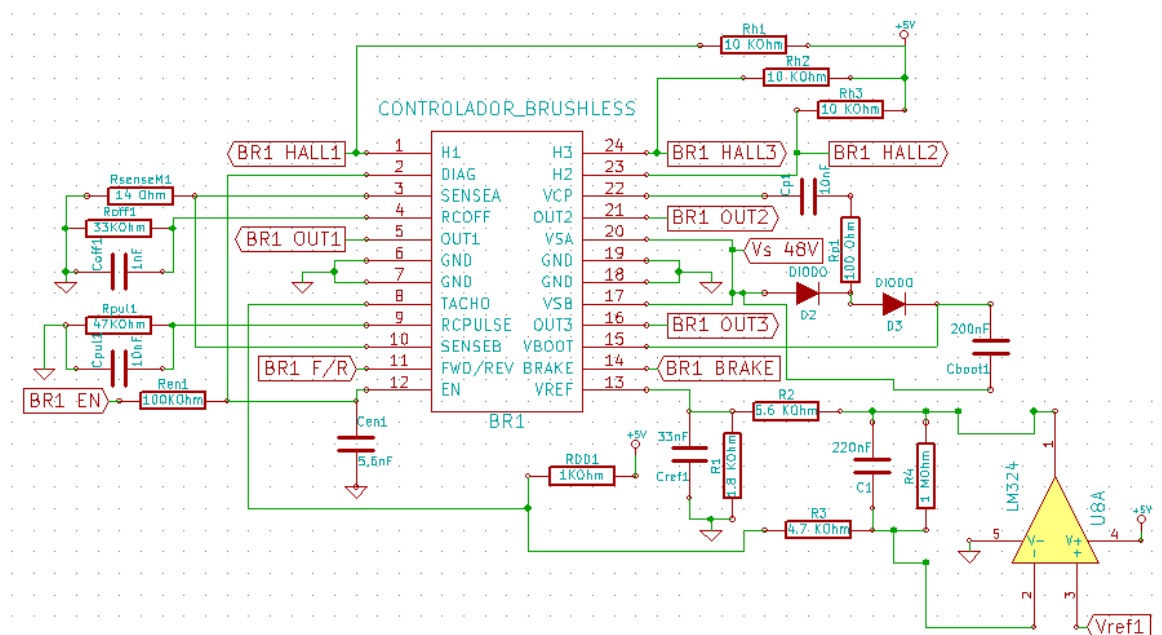 +5V
Rh1
10 KOhm
Rh2
10 KOhm
Rh3
10 KOhm
CONTROLADOR_BRUSHLESS
BR1 HALL1
1 H1 H3 24
BR1 HALL3
BR1 HALL2
2 DIAG H2 23
RsenseM1
14 Ohm
3 SENSEA VCP 22
Cp1
10nF
Roff1
33KOhm
4 RCOFF OUT2 21
BR1 OUT2
Coff1
1nF
BR1 OUT1
5 OUT1 VSA 20
Vs 48V
Rp1
100 Ohm
6 GND GND 19
7 GND GND 18
DIODO
D2
DIODO
D3
8 TACHO VSB 17
Rpul1
47KOhm
9 RCPULSE OUT3 16
BR1 OUT3
200nF
Cboot1
Cpul1
10nF
10 SENSEB VBOOT 15
BR1 F/R
11 FWD/REV BRAKE 14
BR1 BRAKE
12 EN VREF 13
BR1 EN
Ren1
100KOhm
BR1
R2
5.6 KOhm
Cen1
5,6nF
+5V
33nF
Cref1
R1
1.8 KOhm
220nF
C1
R4
1 MOhm
RDD1
1KOhm
R3
4.7 KOhm
1
LM324
U8A
+5V
5 V- V+ 4
- +
2 3
Vref1